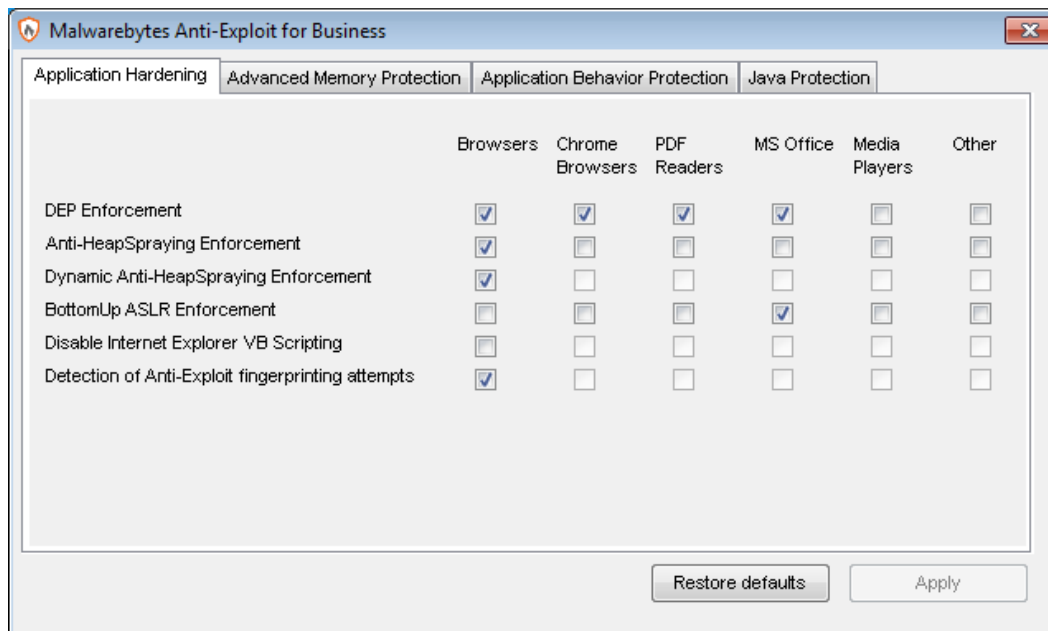 Malwarebytes Anti-Exploit for Business
Application Hardening Advanced Memory Protection Application Behavior Protection Java Protection
Browsers Chrome Browsers PDF Readers MS Office Media Players Other
DEP Enforcement
Anti-HeapSpraying Enforcement
Dynamic Anti-HeapSpraying Enforcement
BottomUp ASLR Enforcement
Disable Internet Explorer VB Scripting
Detection of Anti-Exploit fingerprinting attempts
Restore defaults Apply